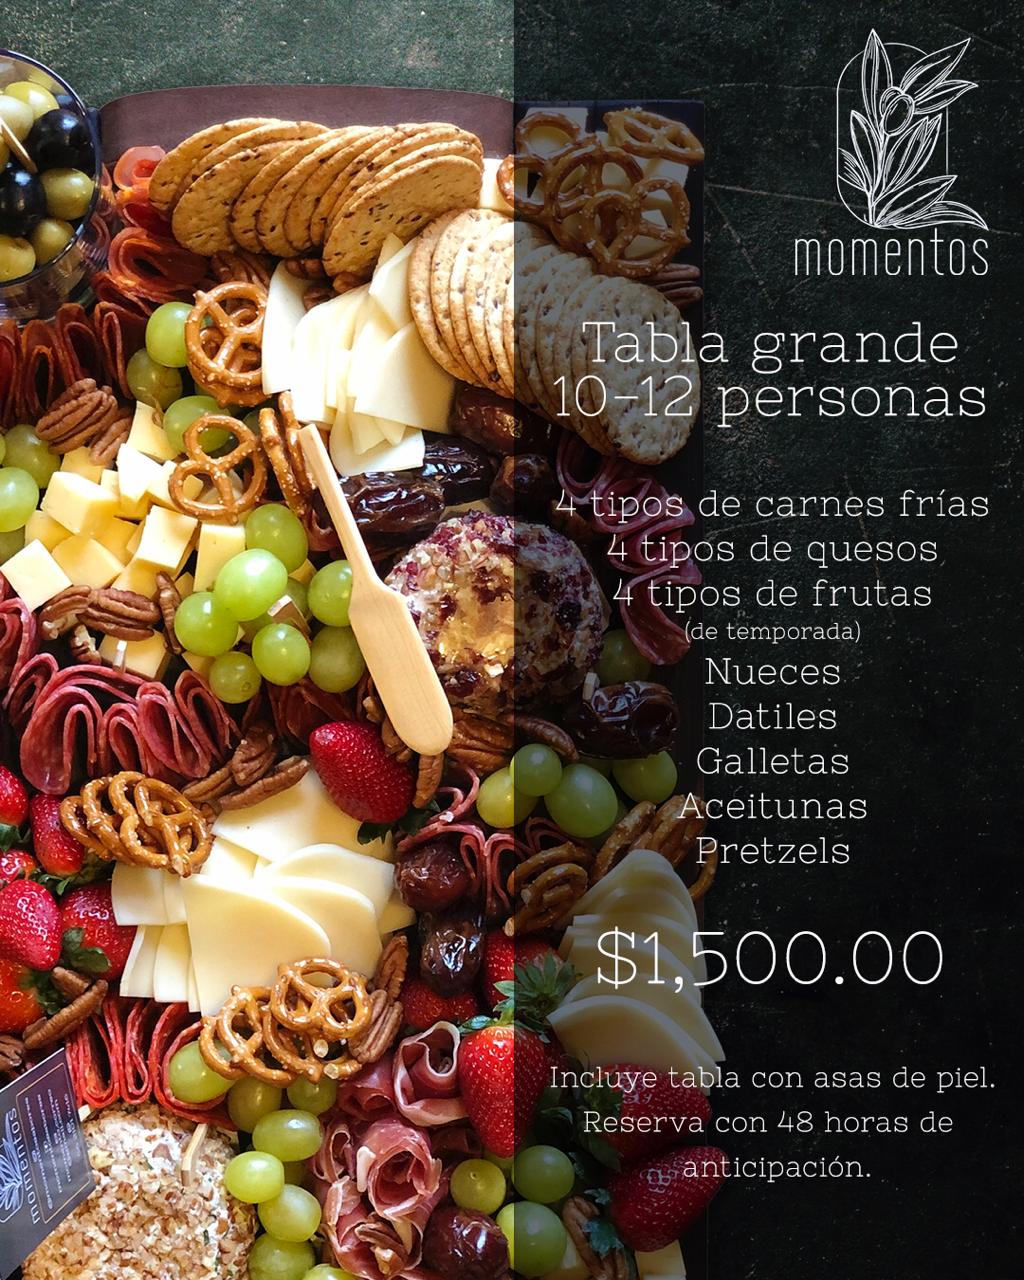 momentos
Tabla grande
10-12 personas
4 tipos de carnes frías
4 tipos de quesos
4 tipos de frutas
(de temporada)
Nueces
Datiles
Galletas
Aceitunas
Pretzels
$1,500.00
Incluye tabla con asas de piel.
Reserva con 48 horas de
anticipación.
momentos